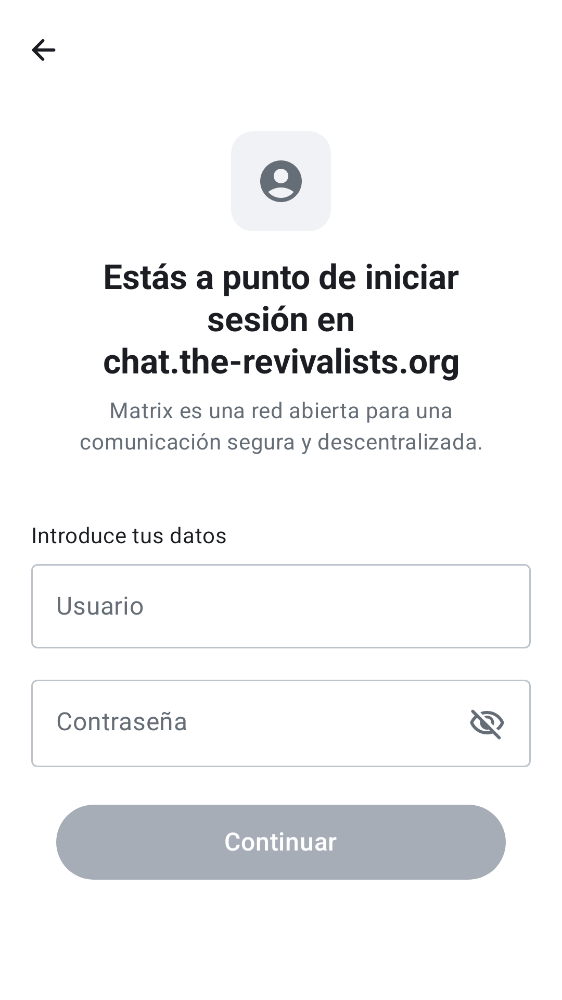 Estás a punto de iniciar
sesión en
chat.the-revivalists.org
Matrix es una red abierta para una
comunicación segura y descentralizada.
Introduce tus datos
Usuario
Contraseña
Continuar